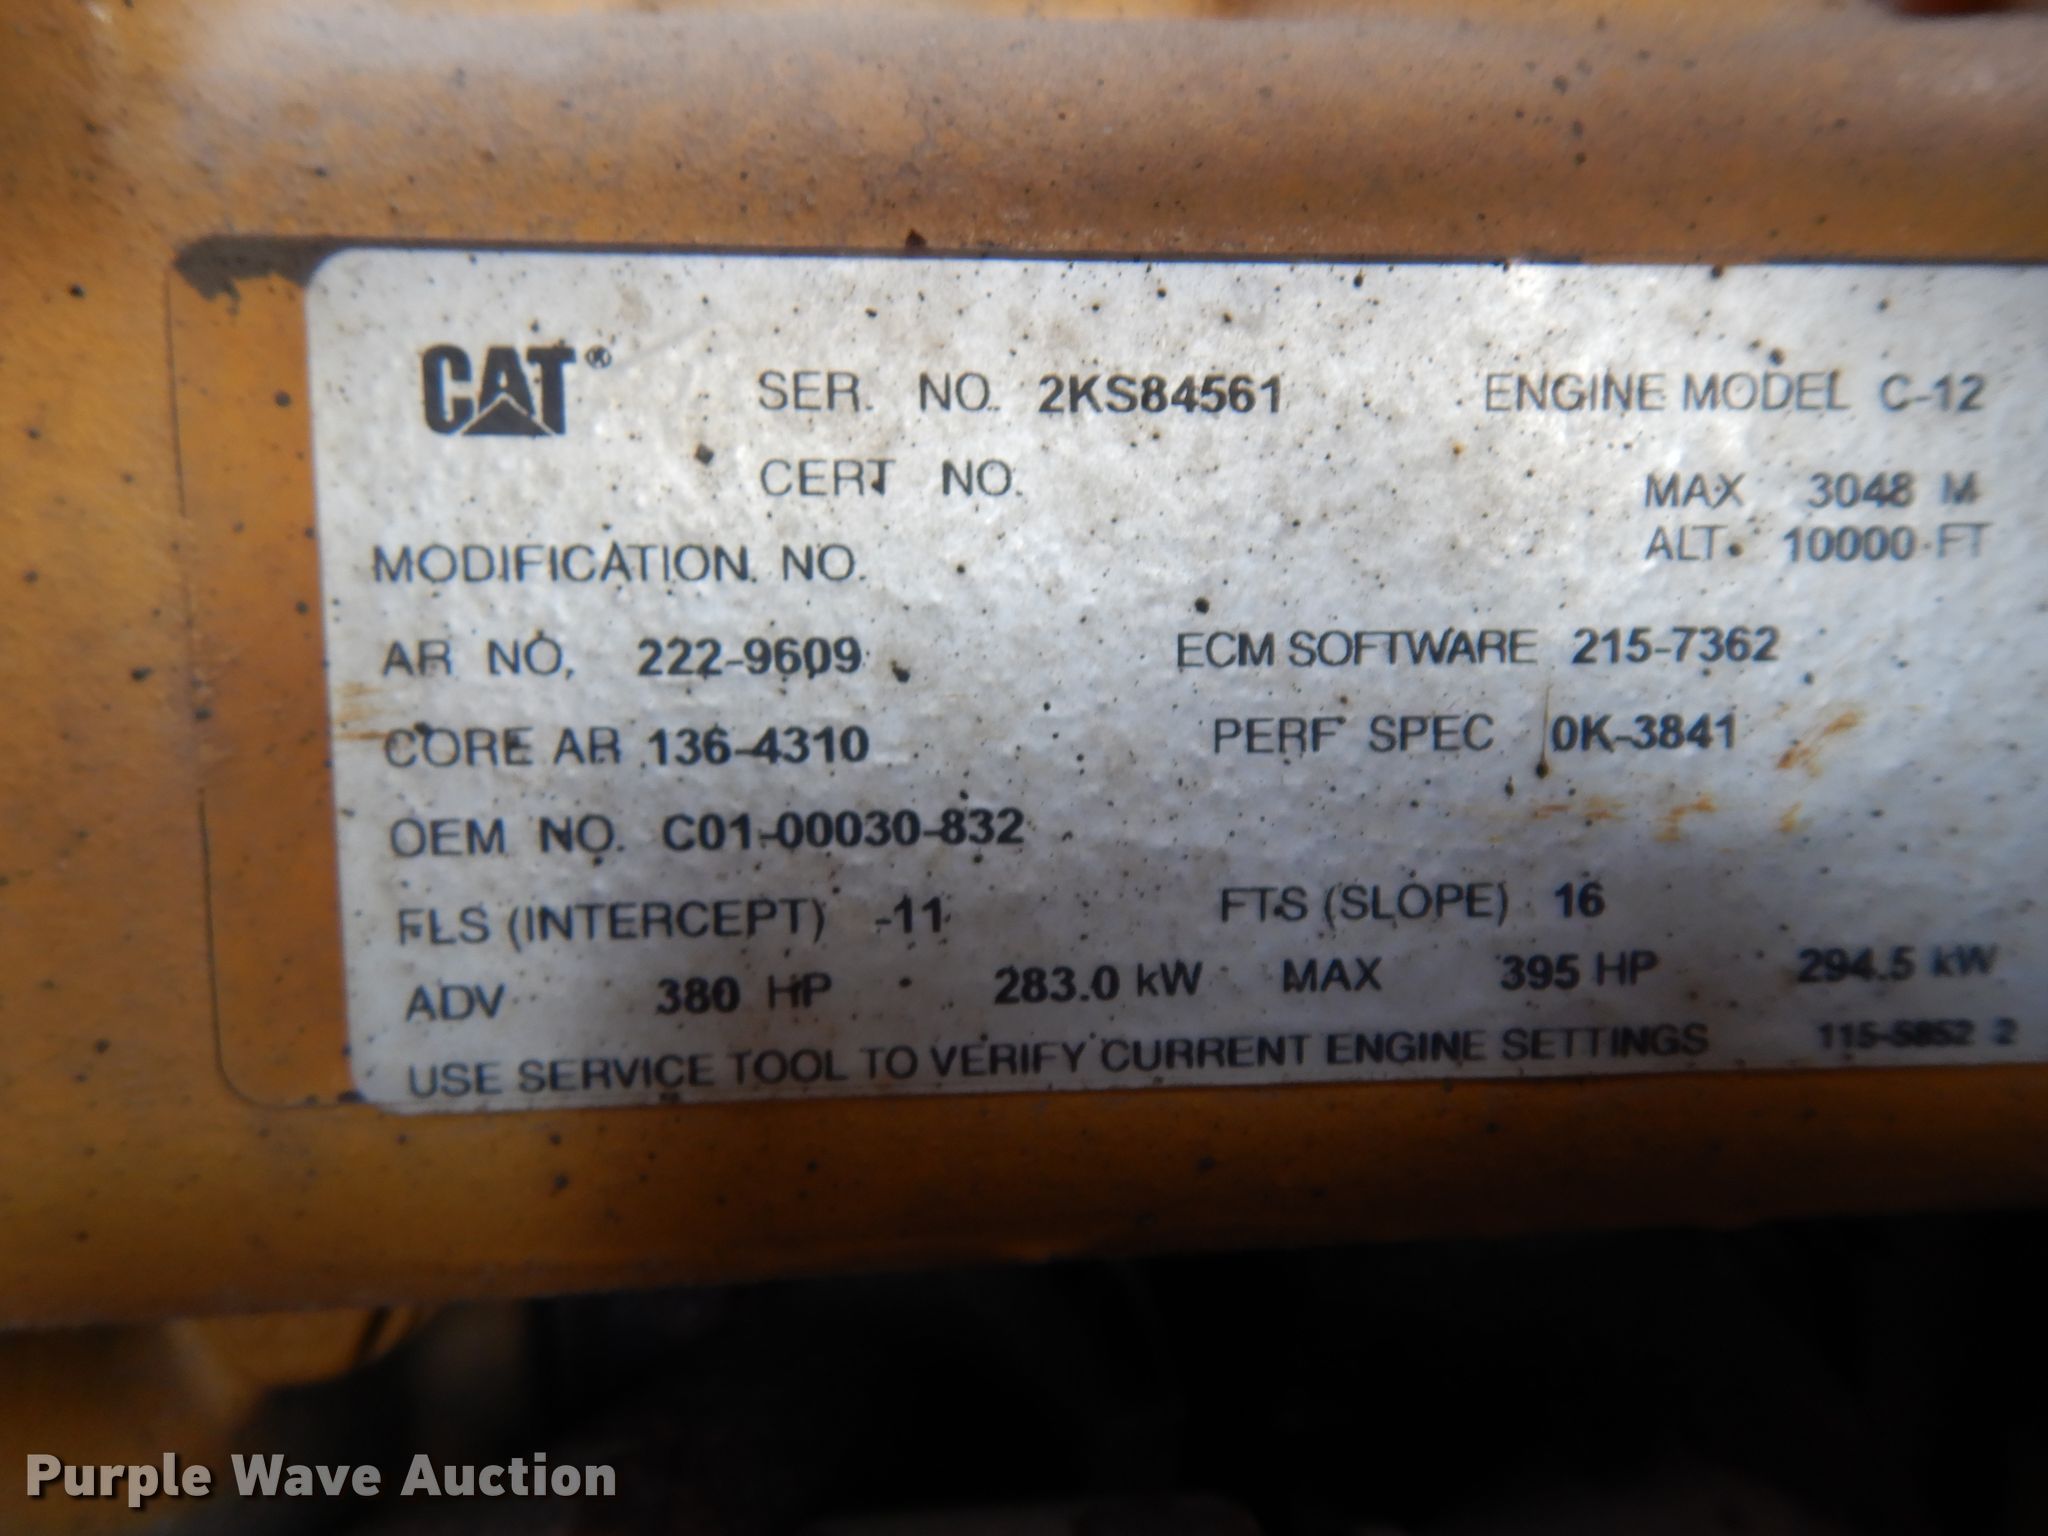 CAT® SER. NO. 2KS84561 ENGINE MODEL C-12
CERT NO. MAX 3048 M
MODIFICATION NO. ALT. 10000 FT
AR NO. 222-9609 ECM SOFTWARE 215-7362
CORE AR 136-4310 PERF SPEC 0K-3841
OEM NO. C01-00030-832
FLS (INTERCEPT) -11 FTS (SLOPE) 16
ADV 380 HP 283.0 kW MAX 395 HP 294.5 kW
USE SERVICE TOOL TO VERIFY CURRENT ENGINE SETTINGS 115-5852 2
Purple Wave Auction